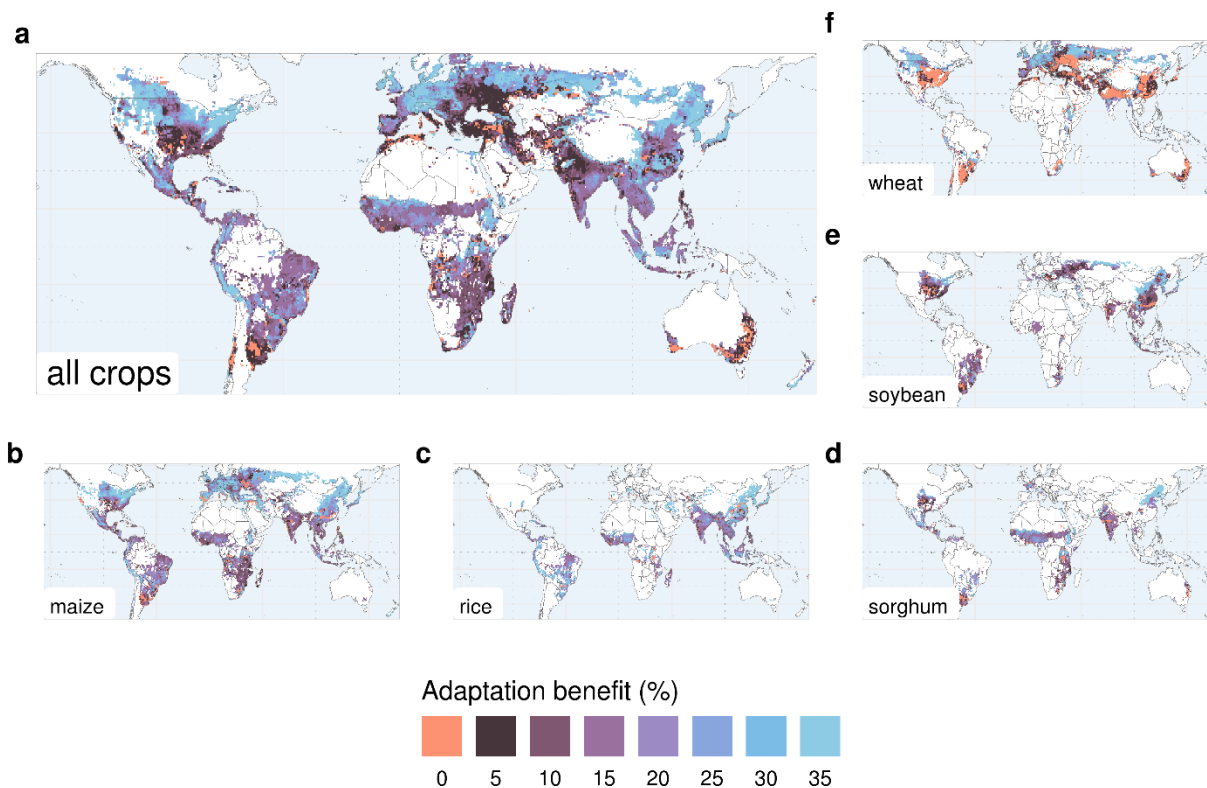 a
all crops
f
wheat
e
soybean
b
maize
c
rice
d
sorghum
Adaptation benefit (%)
0 5 10 15 20 25 30 35